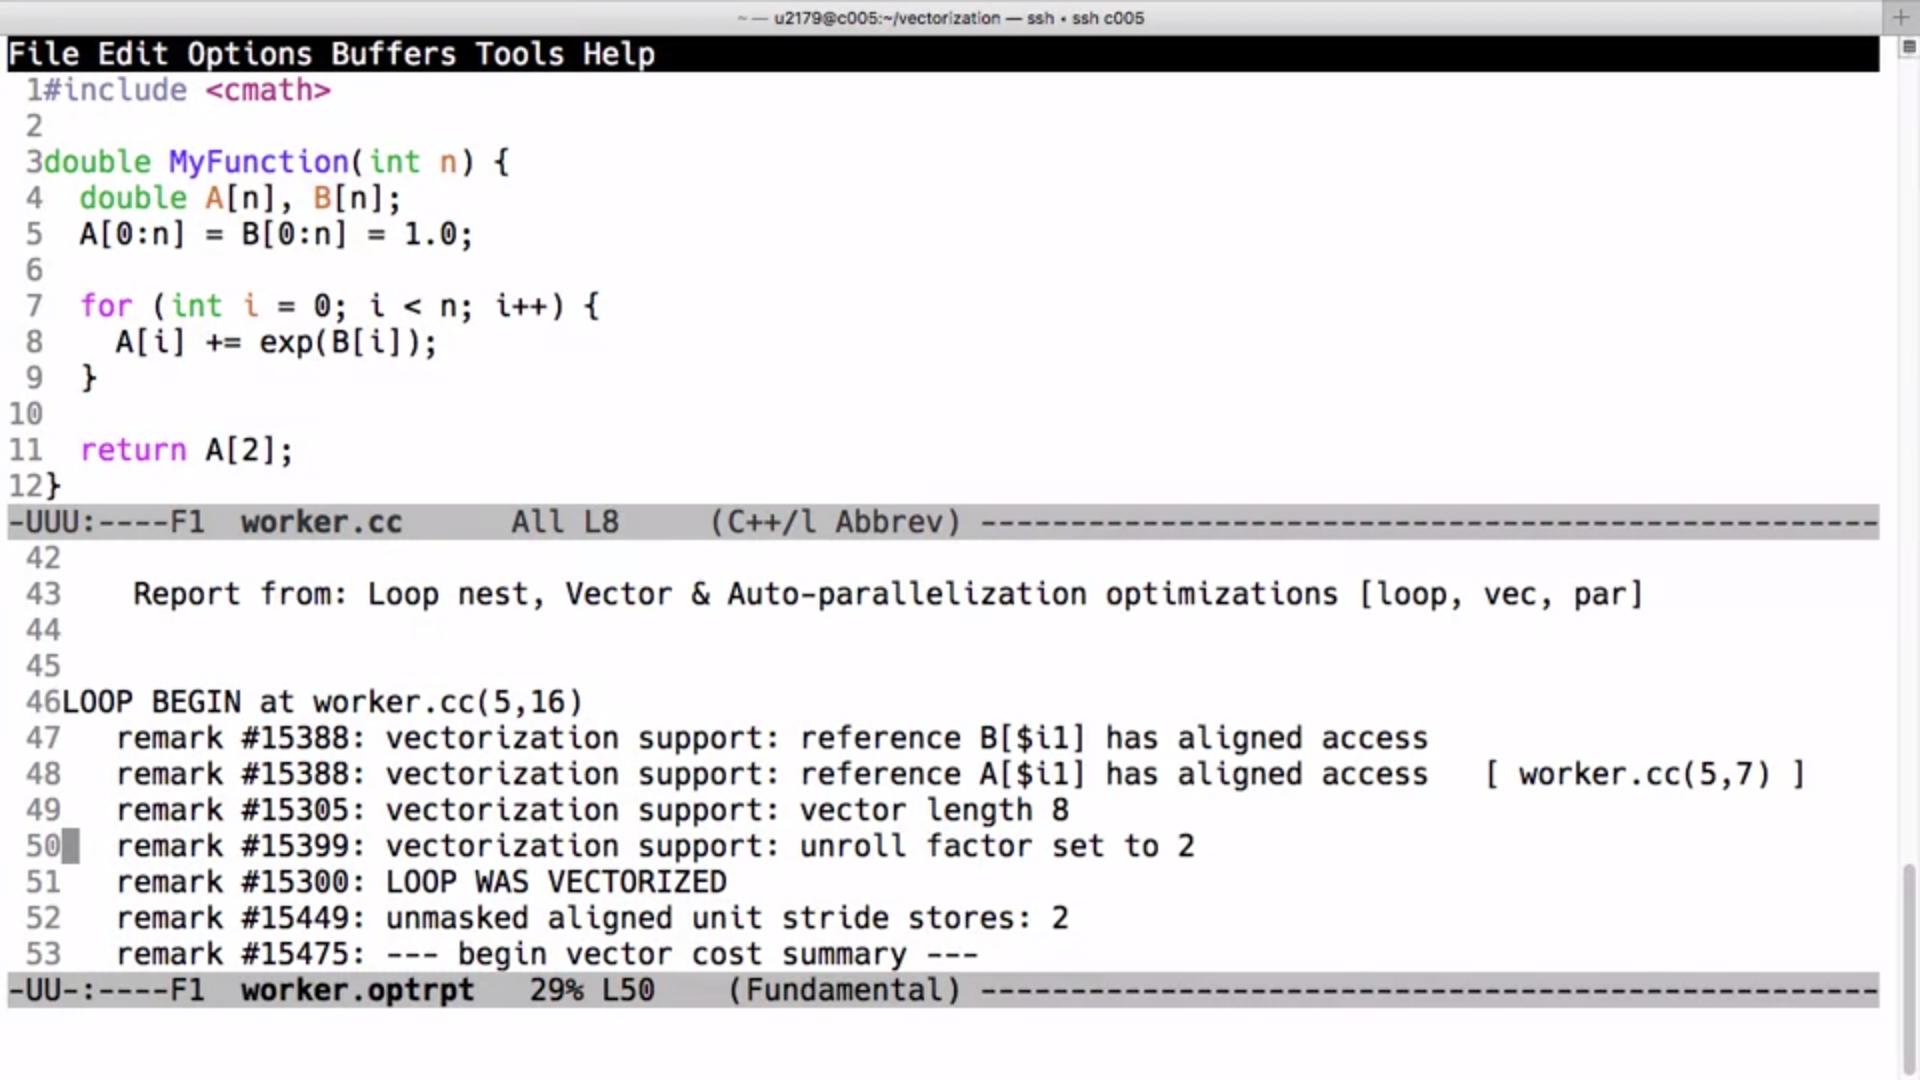 ~ — u2179@c005:~/vectorization — ssh • ssh c005
File Edit Options Buffers Tools Help
1#include <cmath>
2
3double MyFunction(int n) {
4  double A[n], B[n];
5  A[0:n] = B[0:n] = 1.0;
6
7  for (int i = 0; i < n; i++) {
8    A[i] += exp(B[i]);
9  }
10
11  return A[2];
12}
-UUU:----F1  worker.cc      All L8     (C++/l Abbrev) --------------------------------------------------
42
43    Report from: Loop nest, Vector & Auto-parallelization optimizations [loop, vec, par]
44
45
46LOOP BEGIN at worker.cc(5,16)
47   remark #15388: vectorization support: reference B[$i1] has aligned access
48   remark #15388: vectorization support: reference A[$i1] has aligned access   [ worker.cc(5,7) ]
49   remark #15305: vectorization support: vector length 8
50   remark #15399: vectorization support: unroll factor set to 2
51   remark #15300: LOOP WAS VECTORIZED
52   remark #15449: unmasked aligned unit stride stores: 2
53   remark #15475: --- begin vector cost summary ---
-UU-:----F1  worker.optrpt   29% L50    (Fundamental) --------------------------------------------------